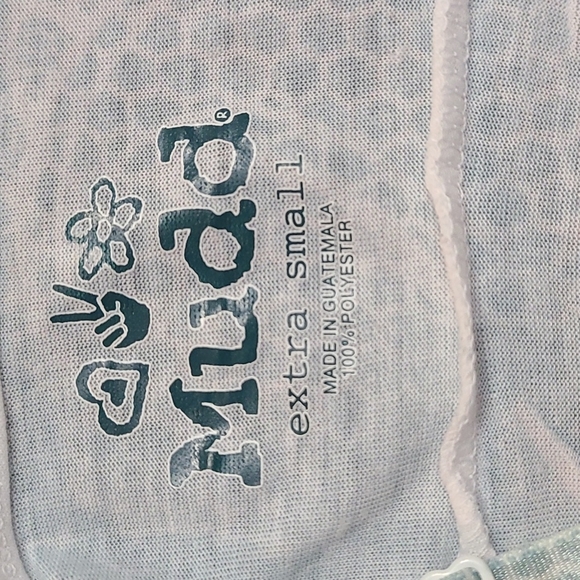 Mudd®
extra small
MADE IN GUATEMALA
100% POLYESTER